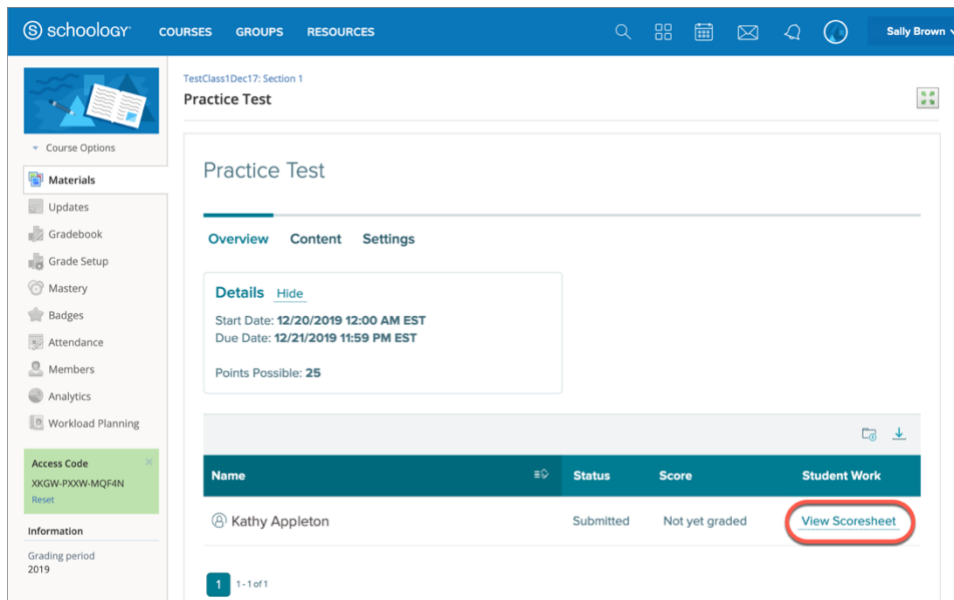 schoology COURSES GROUPS RESOURCES Sally Brown
TestClass1Dec17: Section 1
Practice Test
Course Options
Materials
Updates
Gradebook
Grade Setup
Mastery
Badges
Attendance
Members
Analytics
Workload Planning
Access Code
XKGW-PXXW-MQF4N
Reset
Information
Grading period
2019
Practice Test
Overview Content Settings
Details Hide
Start Date: 12/20/2019 12:00 AM EST
Due Date: 12/21/2019 11:59 PM EST
Points Possible: 25
Name Status Score Student Work
Kathy Appleton Submitted Not yet graded View Scoresheet
1 1-1 of 1